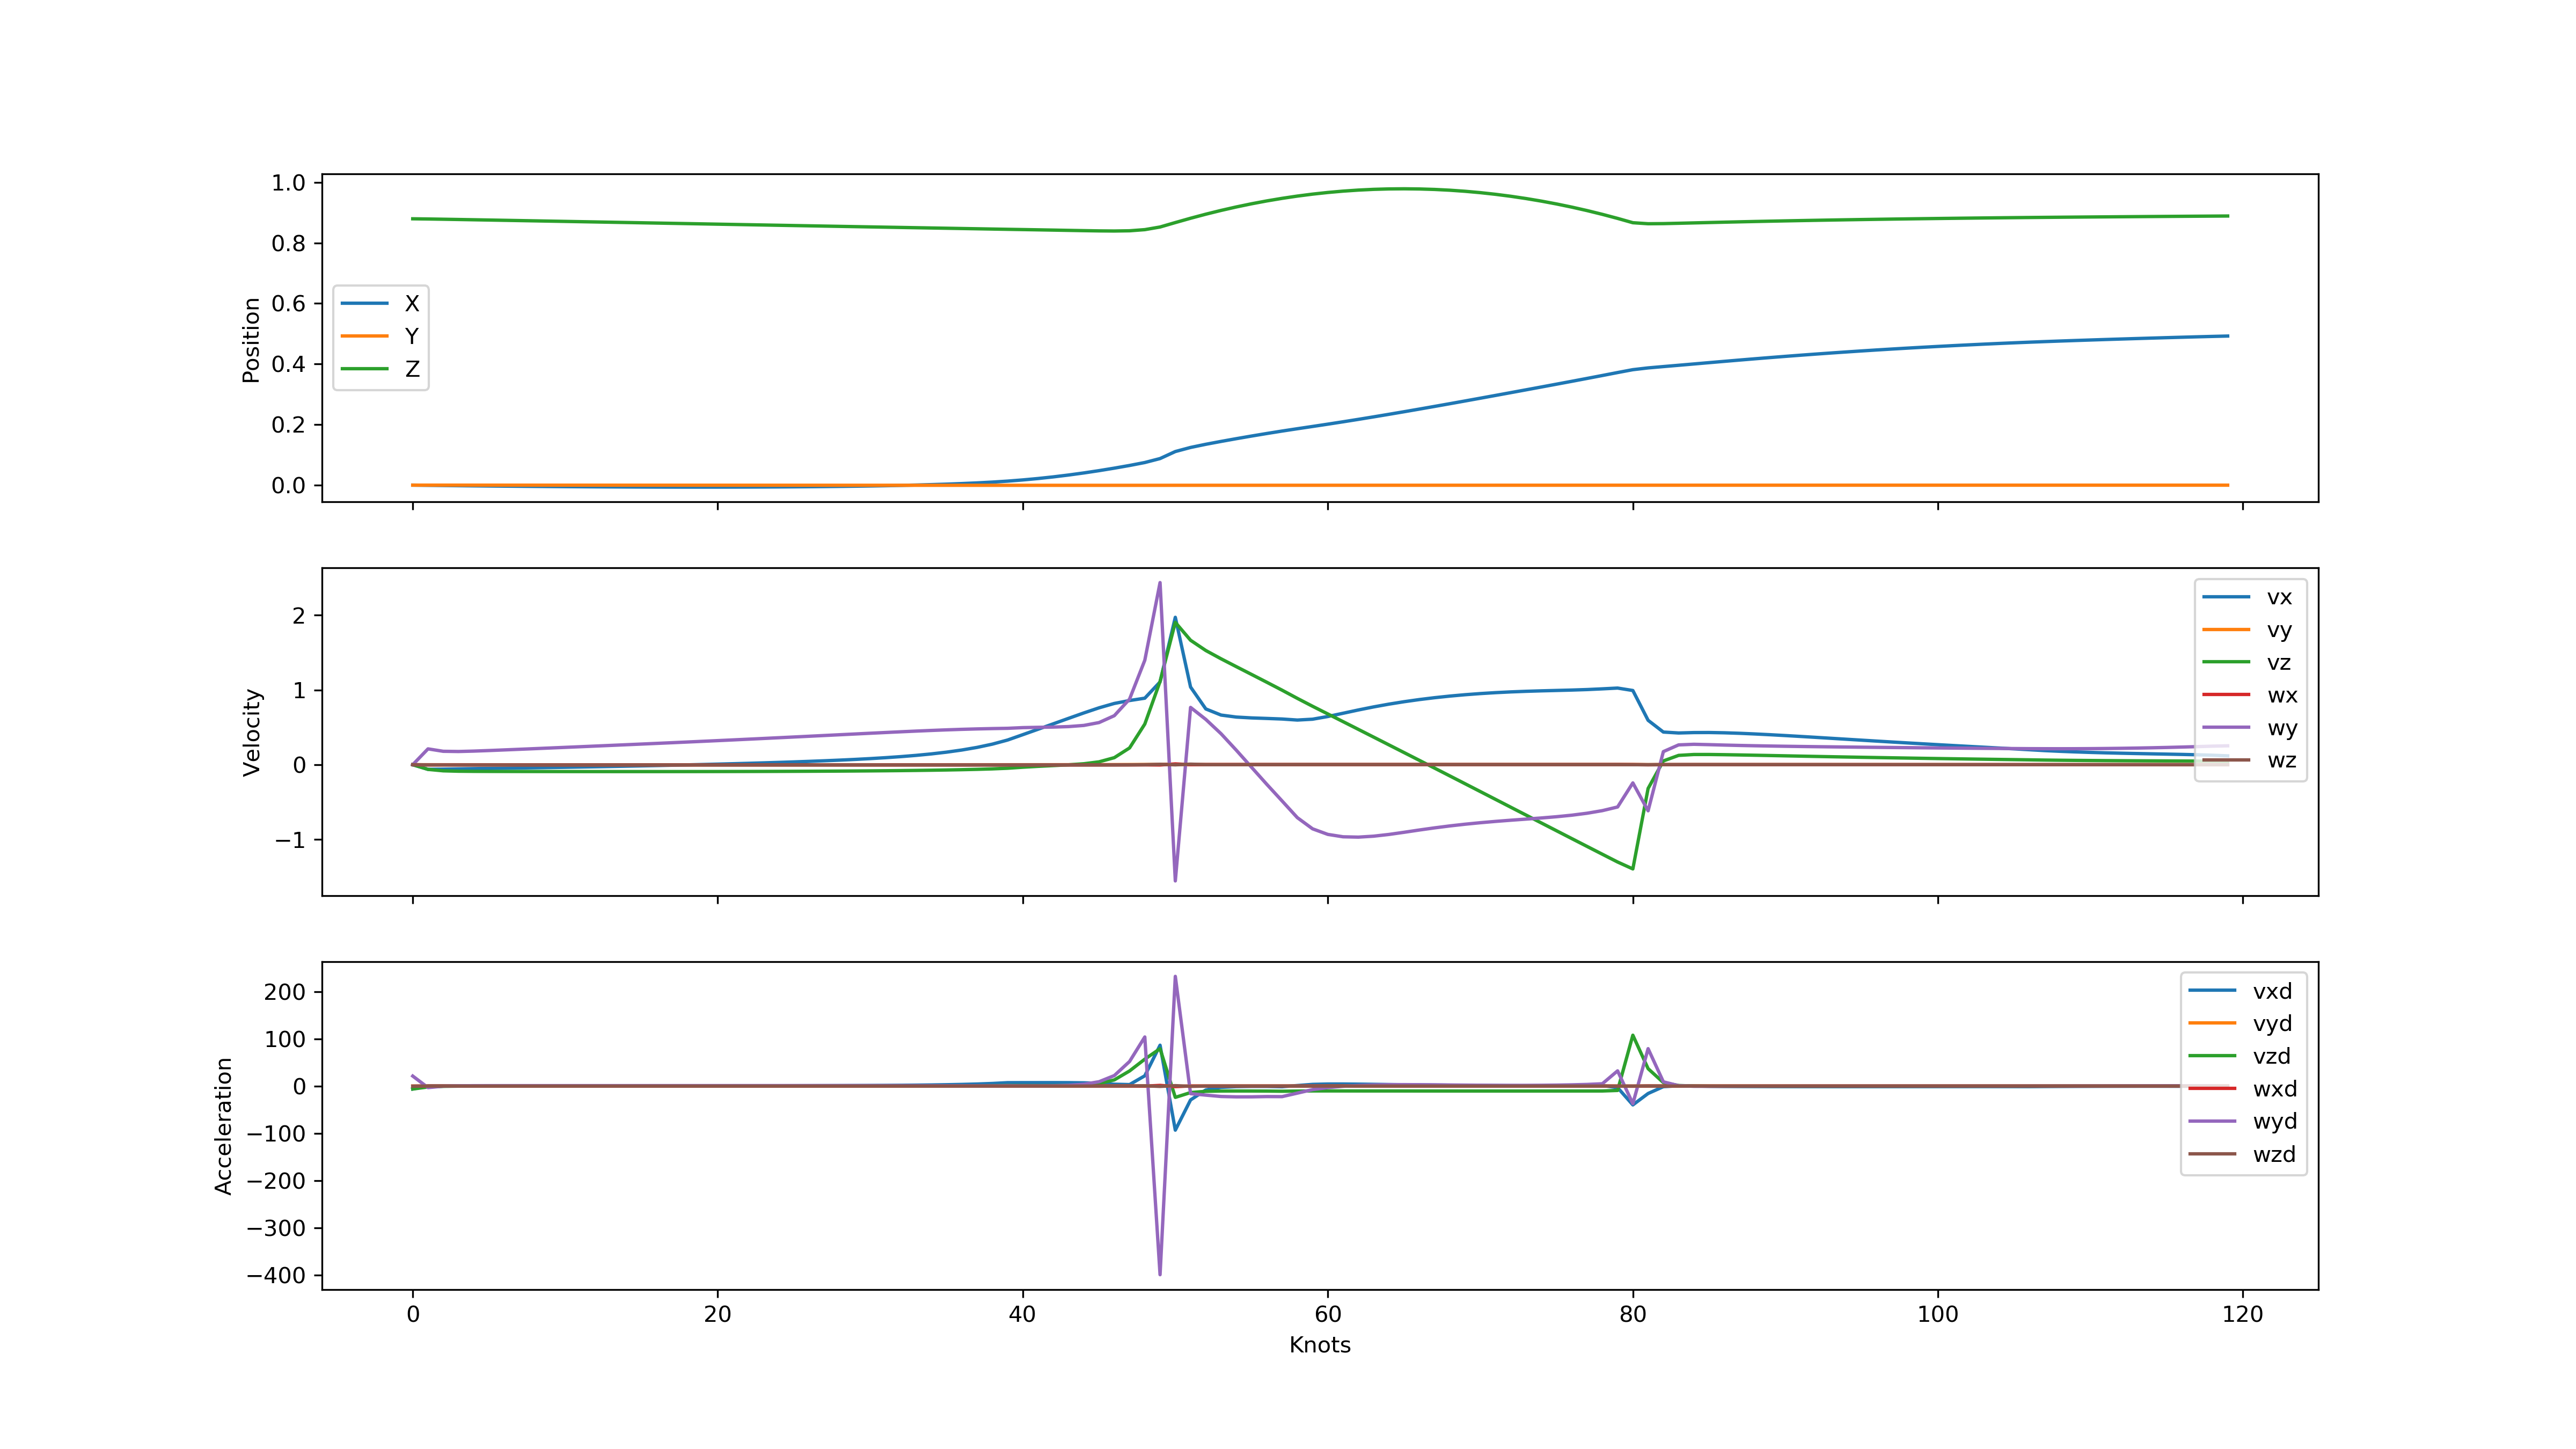 1.0
0.8
0.6
0.4
0.2
0.0
Position
X
Y
Z
2
1
0
−1
Velocity
vx
vy
vz
wx
wy
wz
200
100
0
−100
−200
−300
−400
Acceleration
vxd
vyd
vzd
wxd
wyd
wzd
0 20 40 60 80 100 120
Knots